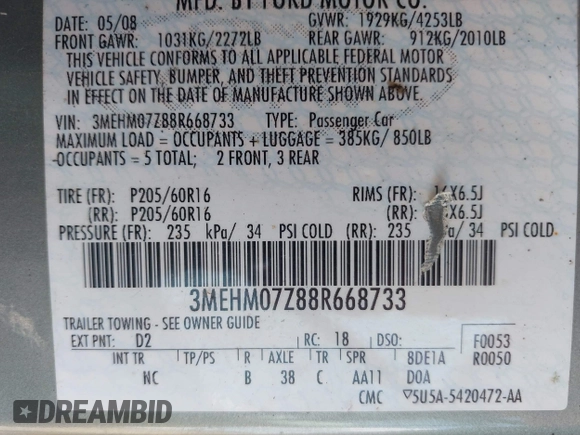 MFD. BY FORD MOTOR CO.
DATE: 05/08 GVWR: 1929KG/4253LB
FRONT GAWR: 1031KG/2272LB REAR GAWR: 912KG/2010LB
THIS VEHICLE CONFORMS TO ALL APPLICABLE FEDERAL MOTOR
VEHICLE SAFETY, BUMPER, AND THEFT PREVENTION STANDARDS
IN EFFECT ON THE DATE OF MANUFACTURE SHOWN ABOVE.
VIN: 3MEHM07Z88R668733 TYPE: Passenger Car
MAXIMUM LOAD = OCCUPANTS + LUGGAGE = 385KG/ 850LB
-OCCUPANTS = 5 TOTAL; 2 FRONT, 3 REAR
TIRE (FR): P205/60R16 RIMS (FR): 16X6.5J
(RR): P205/60R16 (RR): X6.5J
PRESSURE (FR): 235 kPa/ 34 PSI COLD (RR): 235 kPa/ 34 PSI COLD
3MEHM07Z88R668733
TRAILER TOWING - SEE OWNER GUIDE
EXT PNT: D2 RC: 18 DSO: F0053
INT TR TP/PS R AXLE TR SPR 8DE1A R0050
NC B 38 C AA11 D0A
CMC ▽5U5A-5420472-AA
DREAMBID